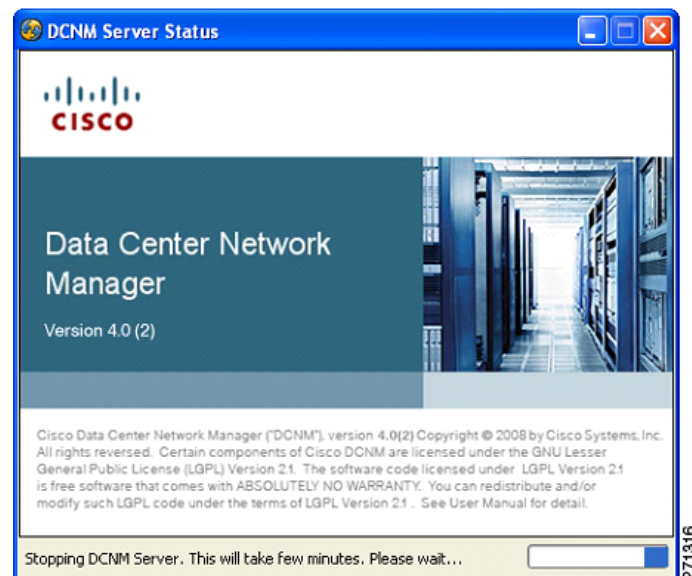 DCNM Server Status
CISCO
Data Center Network
Manager
Version 4.0 (2)
Cisco Data Center Network Manager ("DCNM"), version 4.0(2) Copyright © 2008 by Cisco Systems, Inc.
All rights reversed. Certain components of Cisco DCNM are licensed under the GNU Lesser
General Public License (LGPL) Version 2.1. The software code licensed under LGPL Version 2.1
is free software that comes with ABSOLUTELY NO WARRANTY. You can redistribute and/or
modify such LGPL code under the terms of LGPL Version 2.1 . See User Manual for detail.
Stopping DCNM Server. This will take few minutes. Please wait...
271316